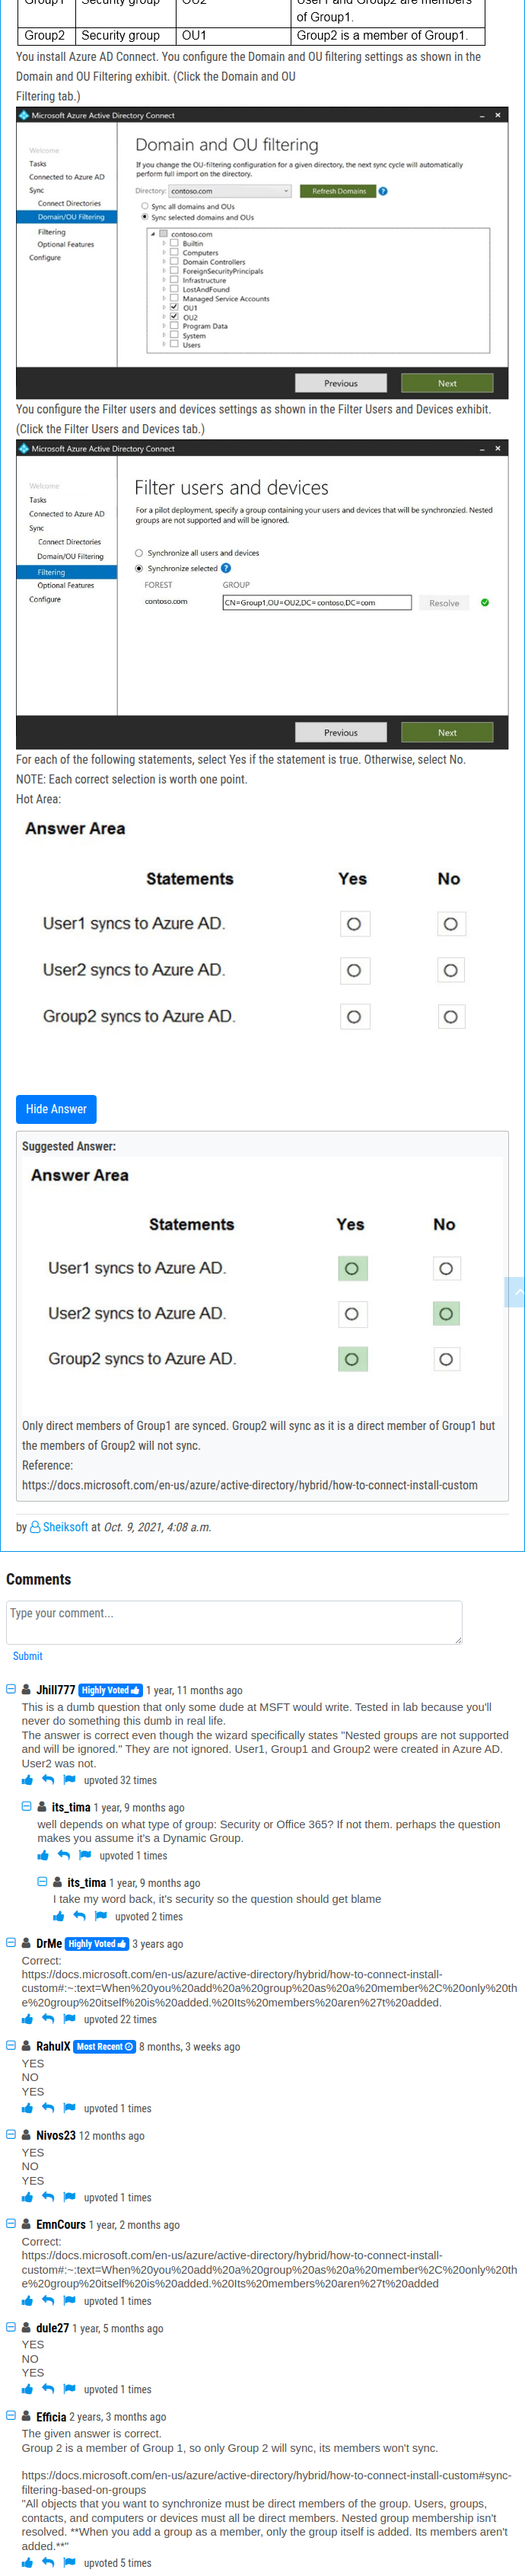 Group1 Security group OU2 User1 and Group2 are members
of Group1.
Group2 Security group OU1 Group2 is a member of Group1.
You install Azure AD Connect. You configure the Domain and OU filtering settings as shown in the
Domain and OU Filtering exhibit. (Click the Domain and OU
Filtering tab.)
Microsoft Azure Active Directory Connect
Welcome
Tasks
Connected to Azure AD
Sync
Connect Directories
Domain/OU Filtering
Filtering
Optional Features
Configure
Domain and OU filtering
If you change the OU-filtering configuration for a given directory, the next sync cycle will automatically
perform full import on the directory.
Directory: contoso.com Refresh Domains ?
Sync all domains and OUs
Sync selected domains and OUs
contoso.com
Builtin
Computers
Domain Controllers
ForeignSecurityPrincipals
Infrastructure
LostAndFound
Managed Service Accounts
OU1
OU2
Program Data
System
Users
Previous Next
You configure the Filter users and devices settings as shown in the Filter Users and Devices exhibit.
(Click the Filter Users and Devices tab.)
Microsoft Azure Active Directory Connect
Welcome
Tasks
Connected to Azure AD
Sync
Connect Directories
Domain/OU Filtering
Filtering
Optional Features
Configure
Filter users and devices
For a pilot deployment, specify a group containing your users and devices that will be synchronzied. Nested
groups are not supported and will be ignored.
Synchronize all users and devices
Synchronize selected ?
FOREST GROUP
contoso.com CN=Group1,OU=OU2,DC= contoso,DC=com Resolve
Previous Next
For each of the following statements, select Yes if the statement is true. Otherwise, select No.
NOTE: Each correct selection is worth one point.
Hot Area:
Answer Area
Statements Yes No
User1 syncs to Azure AD.
User2 syncs to Azure AD.
Group2 syncs to Azure AD.
Hide Answer
Suggested Answer:
Answer Area
Statements Yes No
User1 syncs to Azure AD.
User2 syncs to Azure AD.
Group2 syncs to Azure AD.
Only direct members of Group1 are synced. Group2 will sync as it is a direct member of Group1 but
the members of Group2 will not sync.
Reference:
https://docs.microsoft.com/en-us/azure/active-directory/hybrid/how-to-connect-install-custom
by Sheiksoft at Oct. 9, 2021, 4:08 a.m.
Comments
Type your comment...
Submit
Jhill777 Highly Voted 1 year, 11 months ago
This is a dumb question that only some dude at MSFT would write. Tested in lab because you'll
never do something this dumb in real life.
The answer is correct even though the wizard specifically states "Nested groups are not supported
and will be ignored." They are not ignored. User1, Group1 and Group2 were created in Azure AD.
User2 was not.
upvoted 32 times
its_tima 1 year, 9 months ago
well depends on what type of group: Security or Office 365? If not them. perhaps the question
makes you assume it's a Dynamic Group.
upvoted 1 times
its_tima 1 year, 9 months ago
I take my word back, it's security so the question should get blame
upvoted 2 times
DrMe Highly Voted 3 years ago
Correct:
https://docs.microsoft.com/en-us/azure/active-directory/hybrid/how-to-connect-install-
custom#:~:text=When%20you%20add%20a%20group%20as%20a%20member%2C%20only%20th
e%20group%20itself%20is%20added.%20Its%20members%20aren%27t%20added.
upvoted 22 times
RahulX Most Recent 8 months, 3 weeks ago
YES
NO
YES
upvoted 1 times
Nivos23 12 months ago
YES
NO
YES
upvoted 1 times
EmnCours 1 year, 2 months ago
Correct:
https://docs.microsoft.com/en-us/azure/active-directory/hybrid/how-to-connect-install-
custom#:~:text=When%20you%20add%20a%20group%20as%20a%20member%2C%20only%20th
e%20group%20itself%20is%20added.%20Its%20members%20aren%27t%20added
upvoted 1 times
dule27 1 year, 5 months ago
YES
NO
YES
upvoted 1 times
Efficia 2 years, 3 months ago
The given answer is correct.
Group 2 is a member of Group 1, so only Group 2 will sync, its members won't sync.
https://docs.microsoft.com/en-us/azure/active-directory/hybrid/how-to-connect-install-custom#sync-
filtering-based-on-groups
"All objects that you want to synchronize must be direct members of the group. Users, groups,
contacts, and computers or devices must all be direct members. Nested group membership isn't
resolved. **When you add a group as a member, only the group itself is added. Its members aren't
added.**"
upvoted 5 times